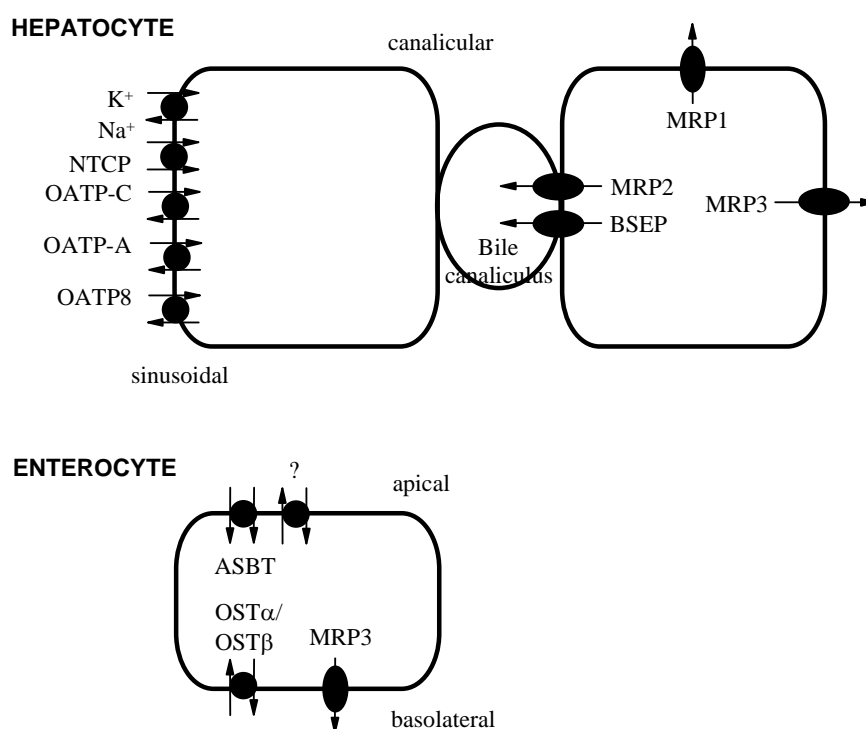 HEPATOCYTE
canalicular
K⁺
Na⁺
NTCP
OATP-C
OATP-A
OATP8
sinusoidal
MRP1
MRP2
BSEP
MRP3
Bile
canaliculus
ENTEROCYTE
?
apical
ASBT
OSTα/
OSTβ
MRP3
basolateral